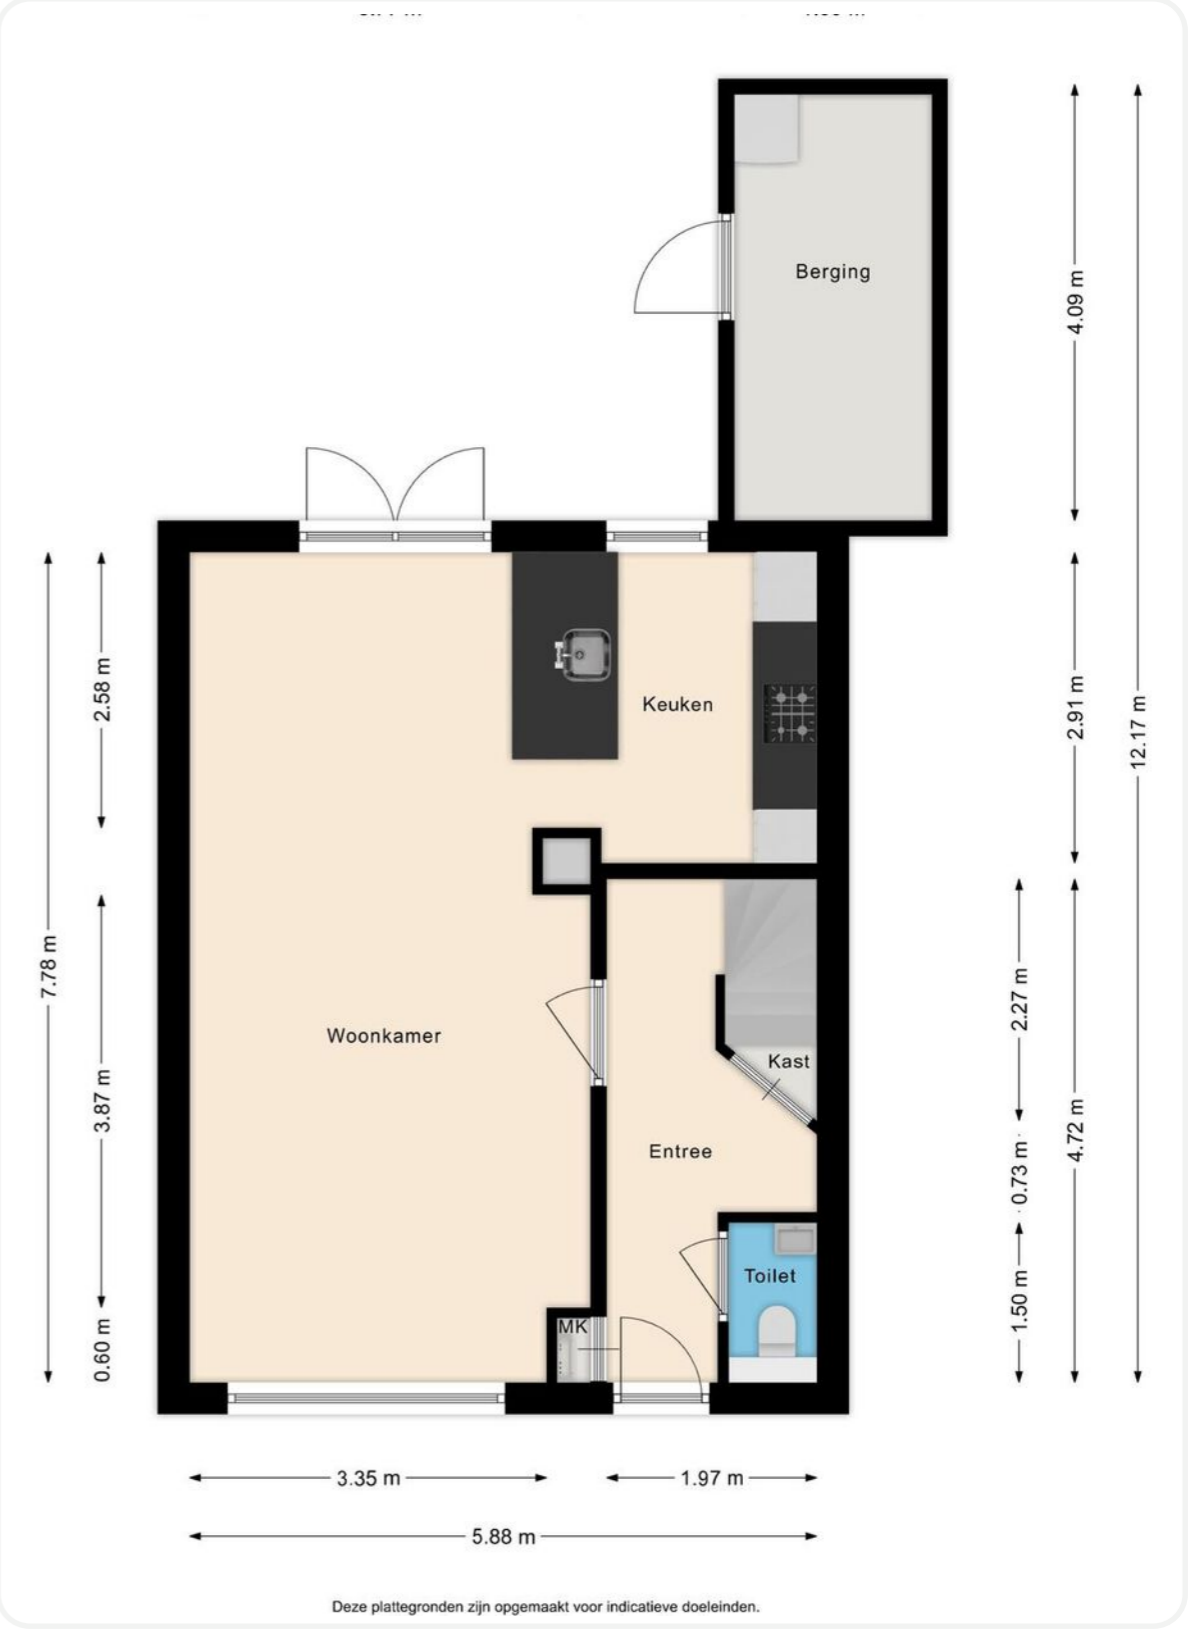 Berging
4.09 m
2.58 m
Keuken
2.91 m
12.17 m
7.78 m
Woonkamer
2.27 m
Kast
3.87 m
4.72 m
Entree
0.73 m
Toilet
1.50 m
MK
0.60 m
3.35 m
1.97 m
5.88 m
Deze plattegronden zijn opgemaakt voor indicatieve doeleinden.